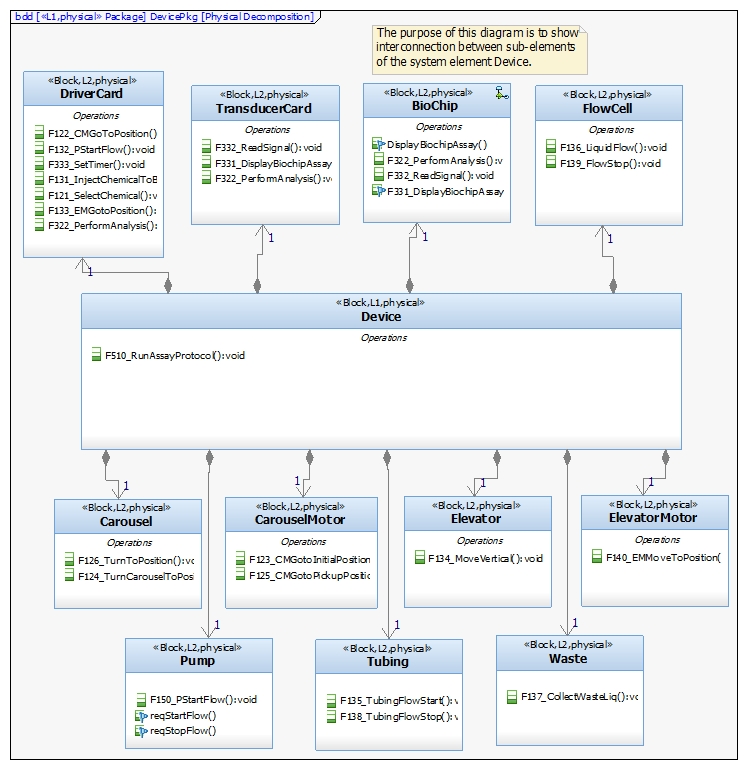 bdd [«L1,physical» Package] DevicePkg [Physical Decomposition]
The purpose of this diagram is to show
interconnection between sub-elements
of the system element Device.
«Block,L2,physical»
DriverCard
Operations
F122_CMGoToPosition()
F132_PStartFlow():void
F333_SetTimer():void
F131_InjectChemicalToB
F121_SelectChemical():v
F133_EMGotoPosition():
F322_PerformAnalysis():
1
«Block,L2,physical»
TransducerCard
Operations
F332_ReadSignal():void
F331_DisplayBiochipAssay
F322_PerformAnalysis():v
1
«Block,L2,physical»
BioChip
Operations
DisplayBiochipAssay()
F322_PerformAnalysis():v
F332_ReadSignal():void
F331_DisplayBiochipAssay
1
«Block,L2,physical»
FlowCell
Operations
F136_LiquidFlow():void
F139_FlowStop():void
1
«Block,L1,physical»
Device
Operations
F510_RunAssayProtocol():void
1
«Block,L2,physical»
Carousel
Operations
F126_TurnToPosition():vc
F124_TurnCarouselToPosi
1
«Block,L2,physical»
CarouselMotor
Operations
F123_CMGotoInitialPosition
F125_CMGotoPickupPositic
1
«Block,L2,physical»
Elevator
Operations
F134_MoveVertical():void
1
«Block,L2,physical»
ElevatorMotor
Operations
F140_EMMoveToPosition(
1
«Block,L2,physical»
Pump
F150_PStartFlow():void
reqStartFlow()
reqStopFlow()
1
«Block,L2,physical»
Tubing
F135_TubingFlowStart():v
F138_TubingFlowStop():v
1
«Block,L2,physical»
Waste
F137_CollectWasteLiq():vc